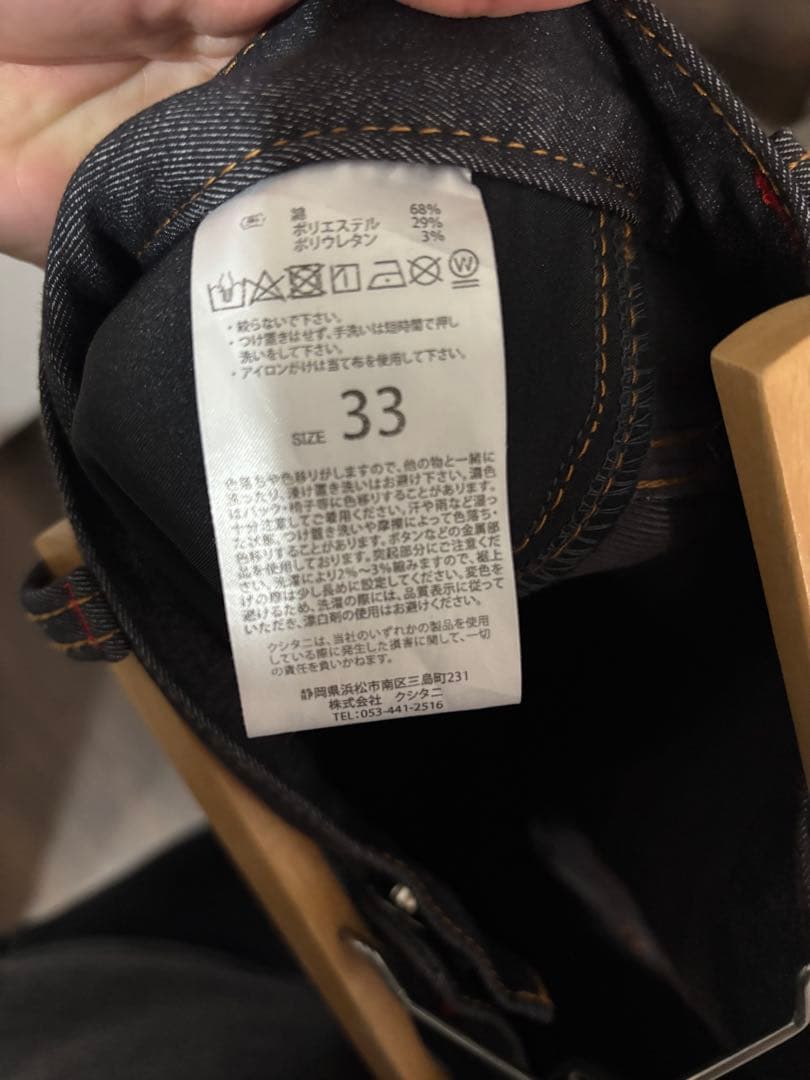 綿 68%
ポリエステル 29%
ポリウレタン 3%
W
・絞らないで下さい。
・つけ置きはせず、手洗いは短時間で押し
洗いをして下さい。
・アイロンがけは当て布を使用して下さい。
SIZE 33
色落ちや色移りがしますので、他の物と一緒に
洗ったり、漬け置き洗いはお避け下さい。濃色
はバック・椅子等に色移りすることがあります。
十分注意してご着用ください。汗や雨など湿っ
た状態、つけ置き洗いや摩擦によって色落ち・
色移りすることがあります。ボタンなどの金属部
品を使用しております。突起部分にご注意くだ
さい。洗濯により2%～3%縮みますので、裾上
げの際は少し長めに設定してください。変色を
避けるため、洗濯の際には、品質表示に従って
いただき、漂白剤の使用はお避けください。
クシタニは、当社のいずれかの製品を使用
している際に発生した損害に関して、一切
の責任を負いかねます。
静岡県浜松市南区三島町231
株式会社 クシタニ
TEL:053-441-2516